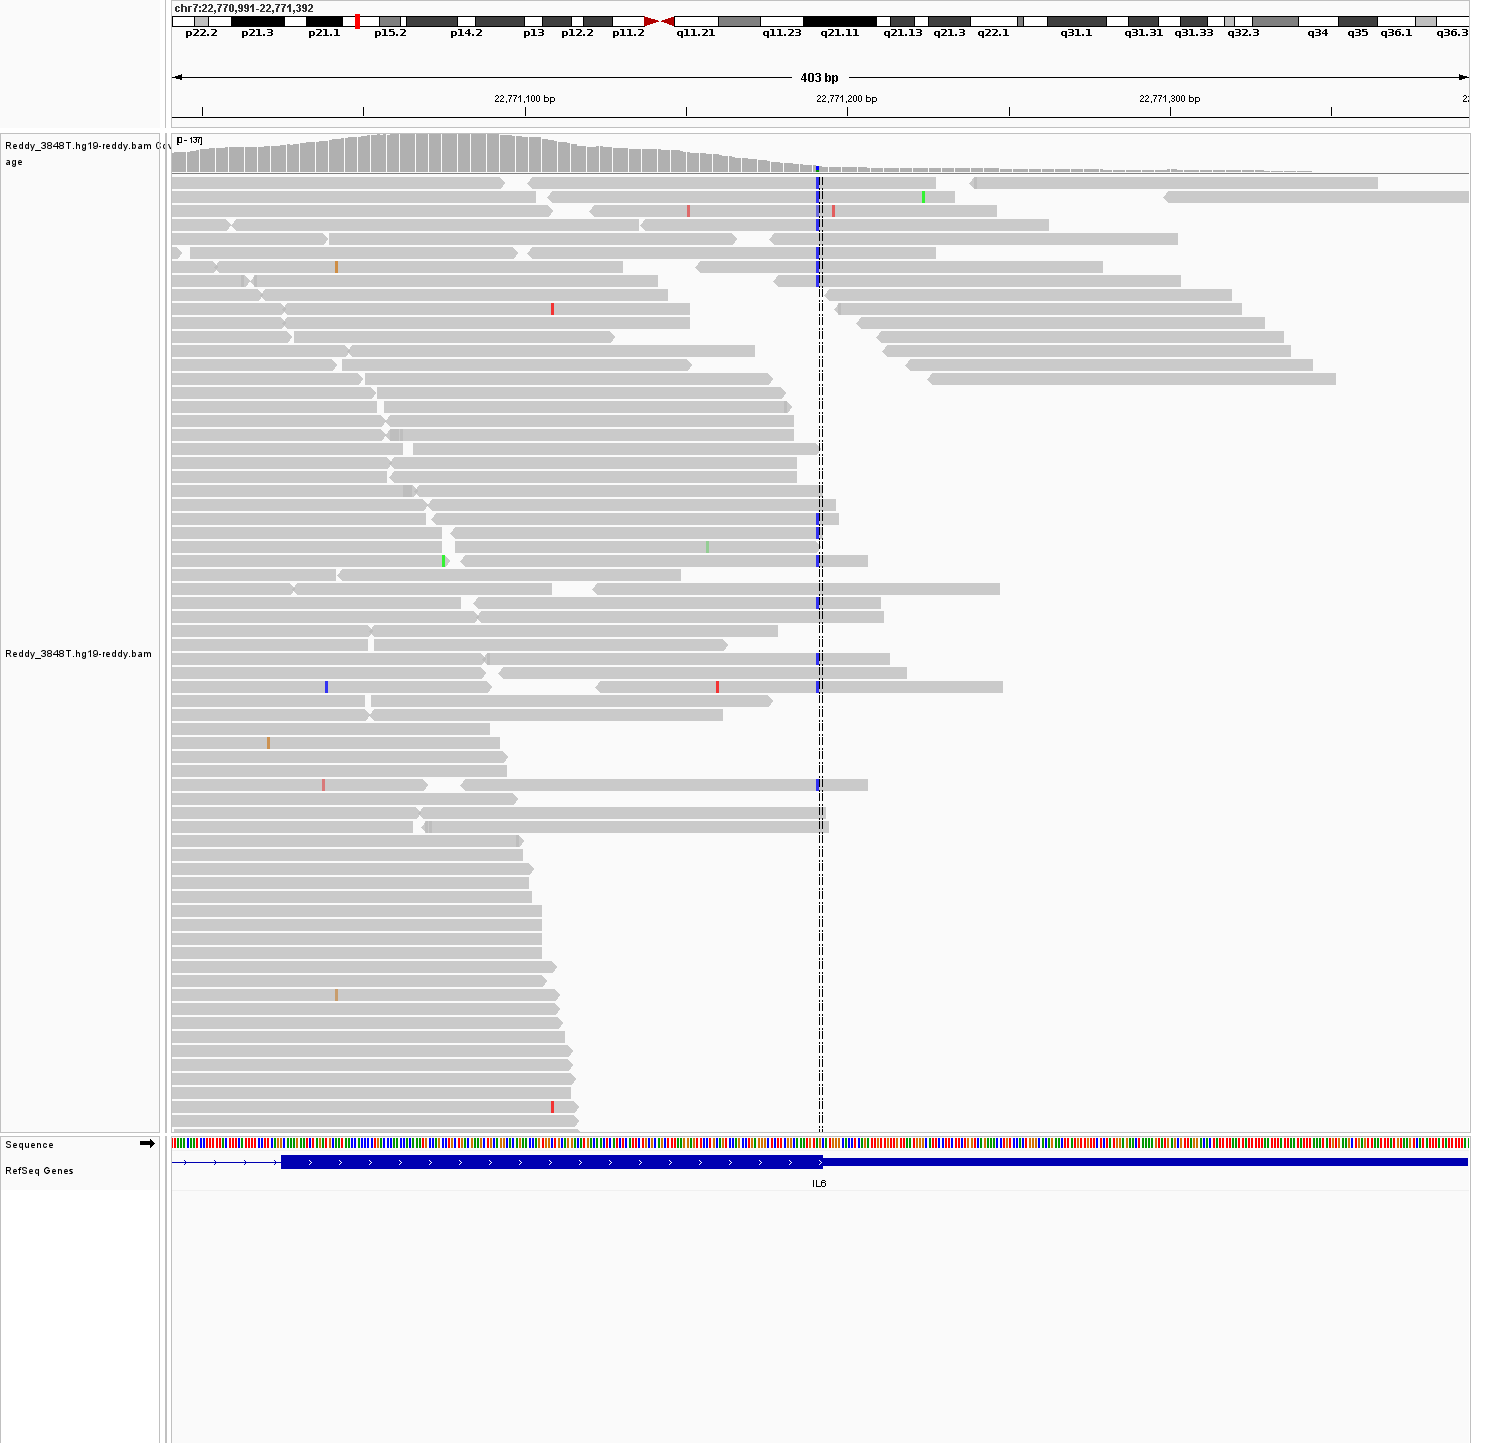 chr7:22,770,991-22,771,392
p22.2 p21.3 p21.1 p15.2 p14.2 p13 p12.2 p11.2 q11.21 q11.23 q21.11 q21.13 q21.3 q22.1 q31.1 q31.31 q31.33 q32.3 q34 q35 q36.1 q36.3
403 bp
22,771,100 bp 22,771,200 bp 22,771,300 bp 22
[0 - 137]
Reddy_3848T.hg19-reddy.bam Cov
age
Reddy_3848T.hg19-reddy.bam
Sequence
RefSeq Genes
IL6